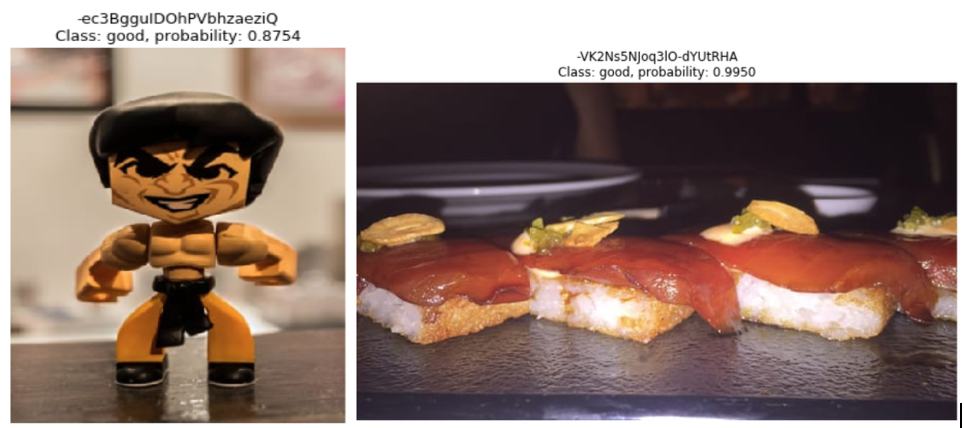 -ec3BgguIDOhPVbhzaeziQ
Class: good, probability: 0.8754
-VK2Ns5NJoq3lO-dYUtRHA
Class: good, probability: 0.9950